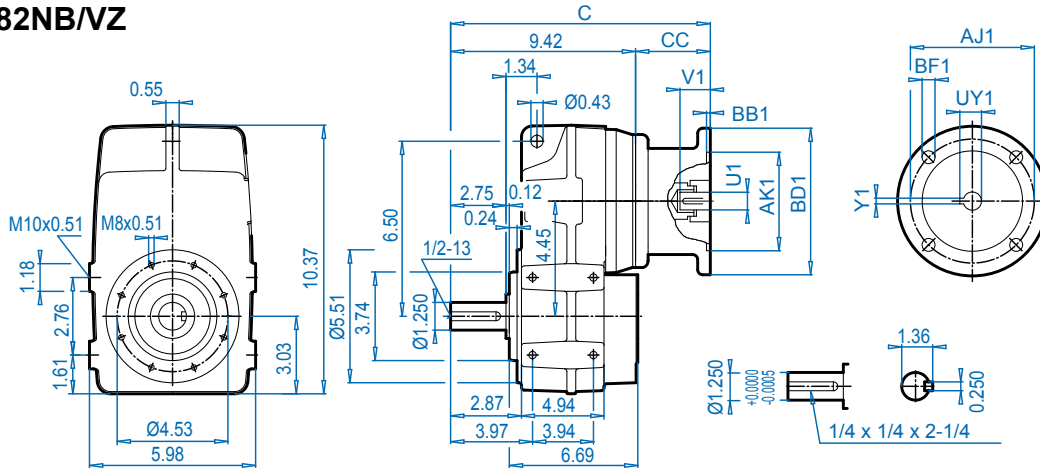 82NB/VZ
C
9.42
CC
1.34
V1
Ø0.43
BB1
0.55
AJ1
BF1
UY1
Y1
6.50
2.75
0.12
0.24
4.45
U1
AK1
BD1
1/2-13
M10x0.51
M8x0.51
1.18
2.76
1.61
10.37
3.03
Ø5.51
3.74
Ø1.250
Ø4.53
5.98
2.87
4.94
3.97
3.94
6.69
Ø1.250
+0.0000
-0.0005
1.36
0.250
1/4 x 1/4 x 2-1/4